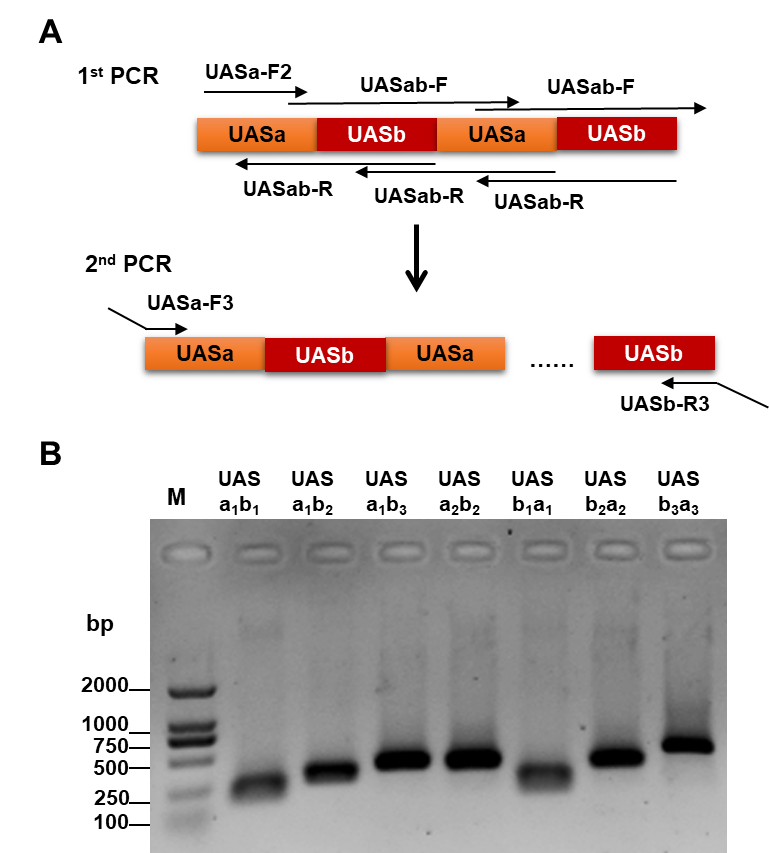 A
1st PCR
UASa-F2
UASab-F
UASab-F
UASa UASb UASa UASb
UASab-R
UASab-R
UASab-R
2nd PCR
UASa-F3
UASa UASb UASa ...... UASb
UASb-R3
B
M
UAS a₁b₁
UAS a₁b₂
UAS a₁b₃
UAS a₂b₂
UAS b₁a₁
UAS b₂a₂
UAS b₃a₃
bp
2000
1000
750
500
250
100